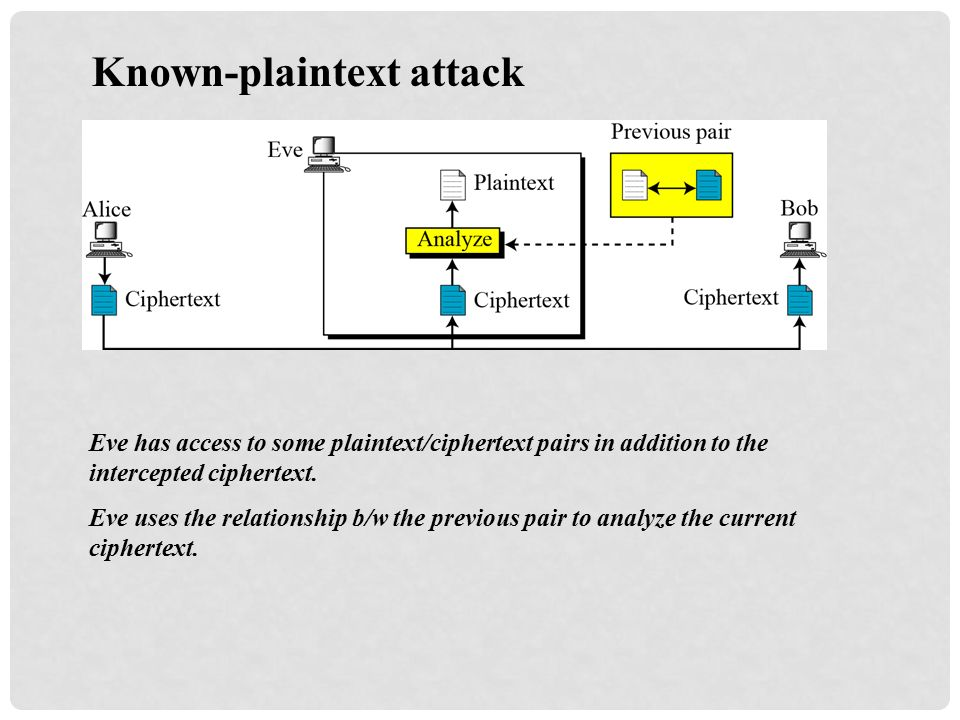 Known-plaintext attack
Previous pair
Eve
Plaintext
Alice
Bob
Analyze
Ciphertext
Ciphertext
Ciphertext
Eve has access to some plaintext/ciphertext pairs in addition to the
intercepted ciphertext.
Eve uses the relationship b/w the previous pair to analyze the current
ciphertext.